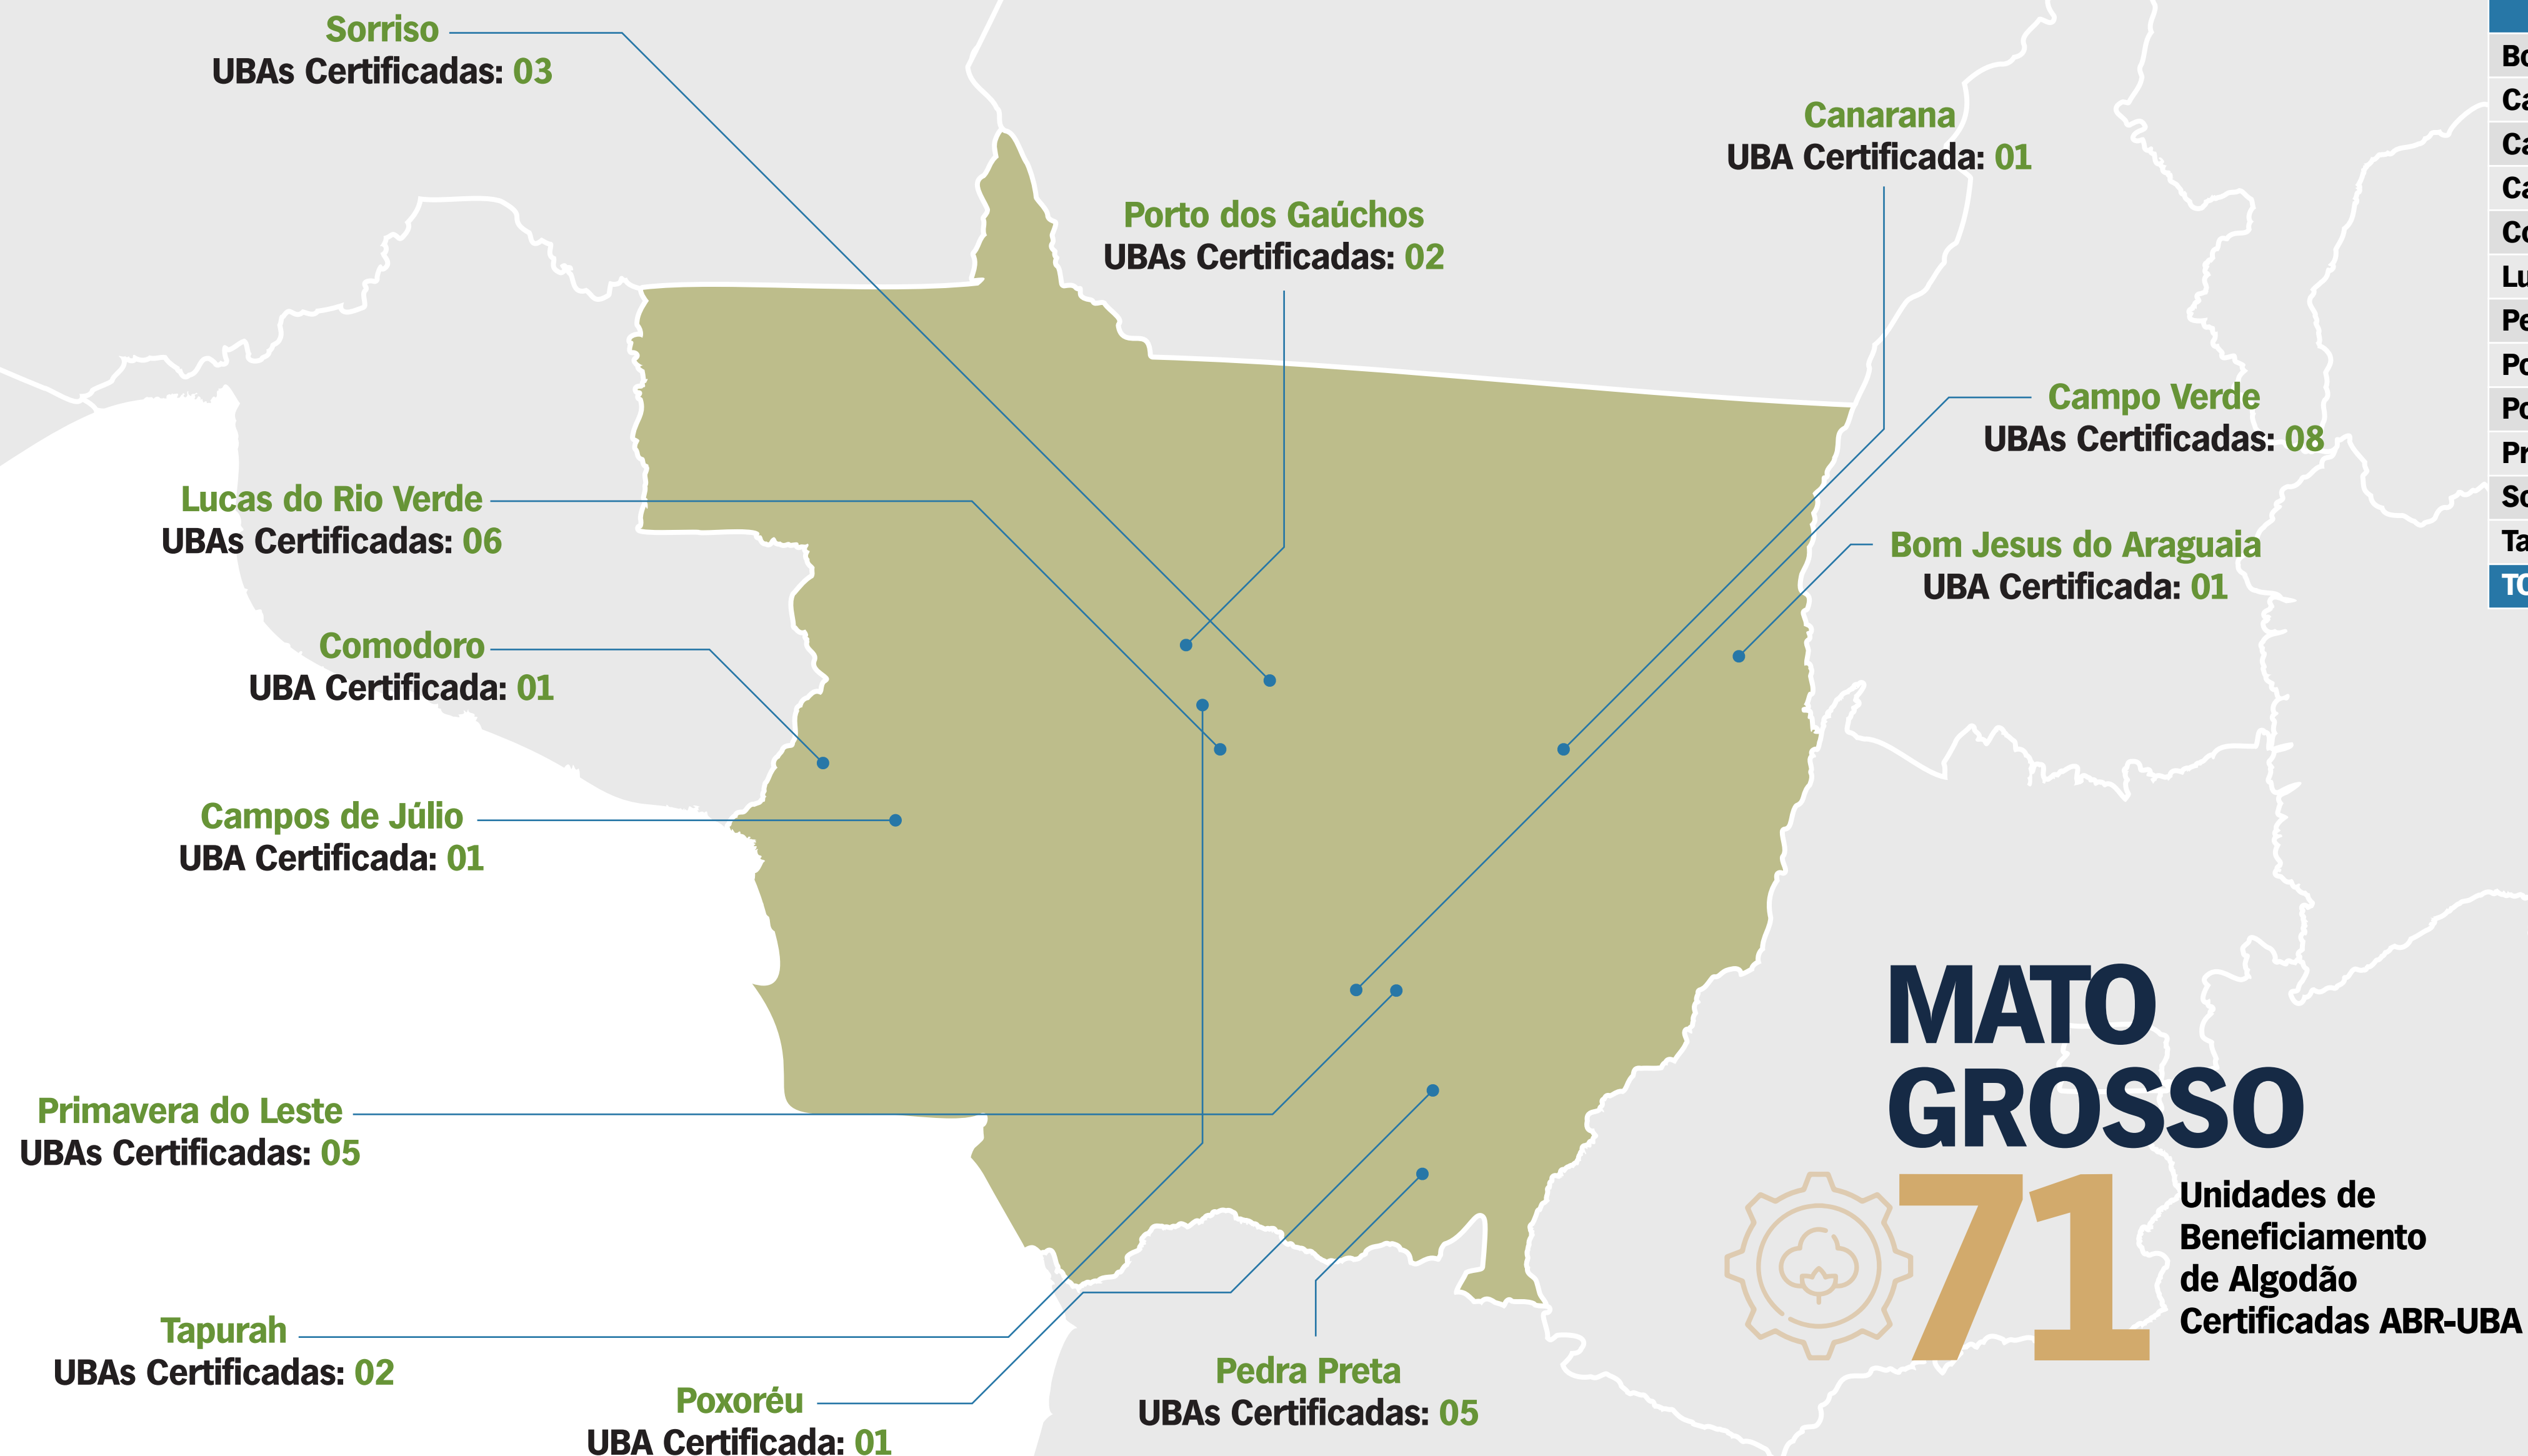 Sorriso
UBAs Certificadas: 03
Canarana
UBA Certificada: 01
Porto dos Gaúchos
UBAs Certificadas: 02
Campo Verde
UBAs Certificadas: 08
Lucas do Rio Verde
UBAs Certificadas: 06
Bom Jesus do Araguaia
UBA Certificada: 01
Comodoro
UBA Certificada: 01
Campos de Júlio
UBA Certificada: 01
Primavera do Leste
UBAs Certificadas: 05
Tapurah
UBAs Certificadas: 02
Poxoréu
UBA Certificada: 01
Pedra Preta
UBAs Certificadas: 05
MATO
GROSSO
71
Unidades de
Beneficiamento
de Algodão
Certificadas ABR-UBA